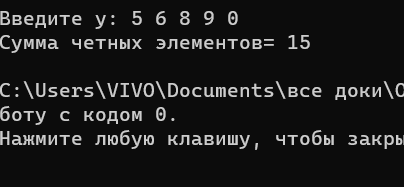 Введите y: 5 6 8 9 0
Сумма четных элементов= 15
C:\Users\VIVO\Documents\все доки\
боту с кодом 0.
Нажмите любую клавишу, чтобы закры